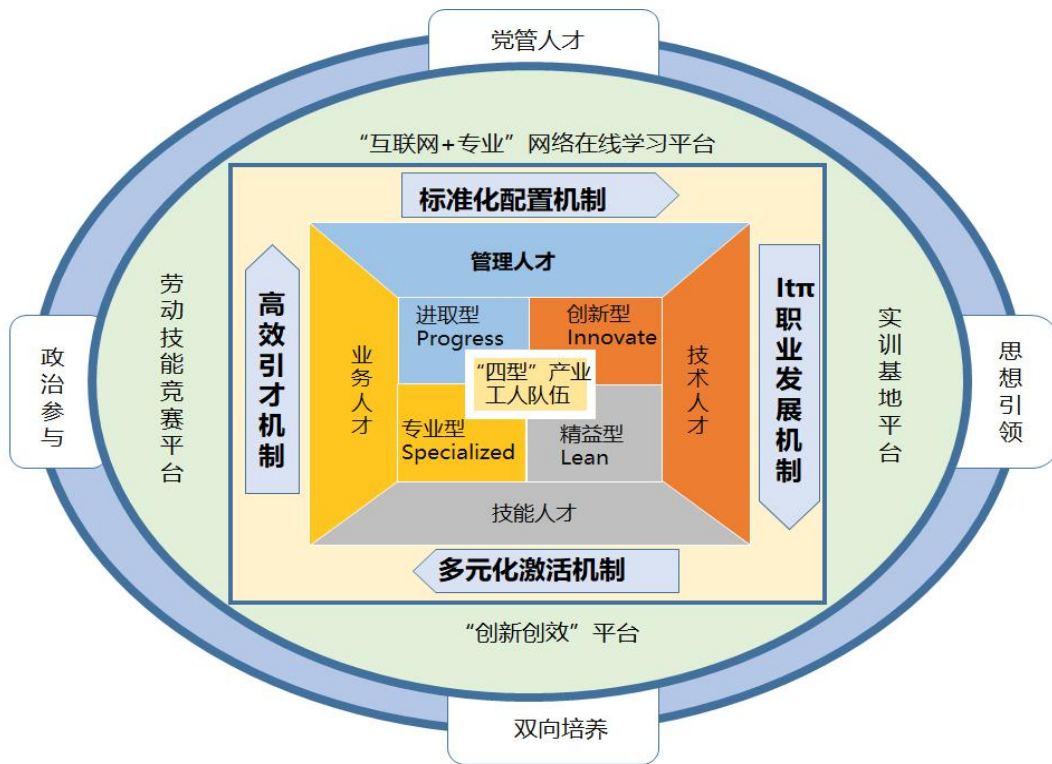 党管人才
“互联网+专业”网络在线学习平台
标准化配置机制
管理人才
进取型
Progress
创新型
Innovate
“四型”产业
工人队伍
专业型
Specialized
精益型
Lean
业务人才
技术人才
技能人才
高效引才机制
Itπ职业发展机制
多元化激活机制
劳动技能竞赛平台
实训基地平台
政治参与
思想引领
“创新创效”平台
双向培养